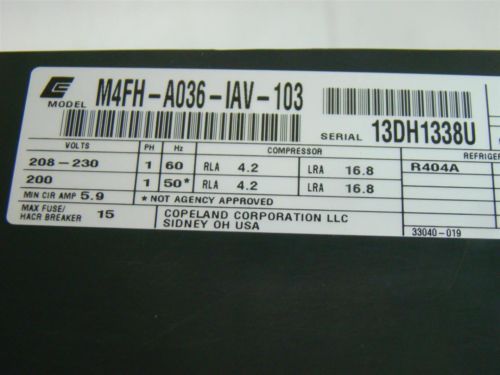 MODEL M4FH-A036-IAV-103
SERIAL 13DH1338U
VOLTS PH Hz COMPRESSOR REFRIGER
208-230 1 60 RLA 4.2 LRA 16.8 R404A
200 1 50* RLA 4.2 LRA 16.8
MIN CIR AMP 5.9 * NOT AGENCY APPROVED
MAX FUSE/
HACR BREAKER 15 COPELAND CORPORATION LLC
SIDNEY OH USA
33040-019